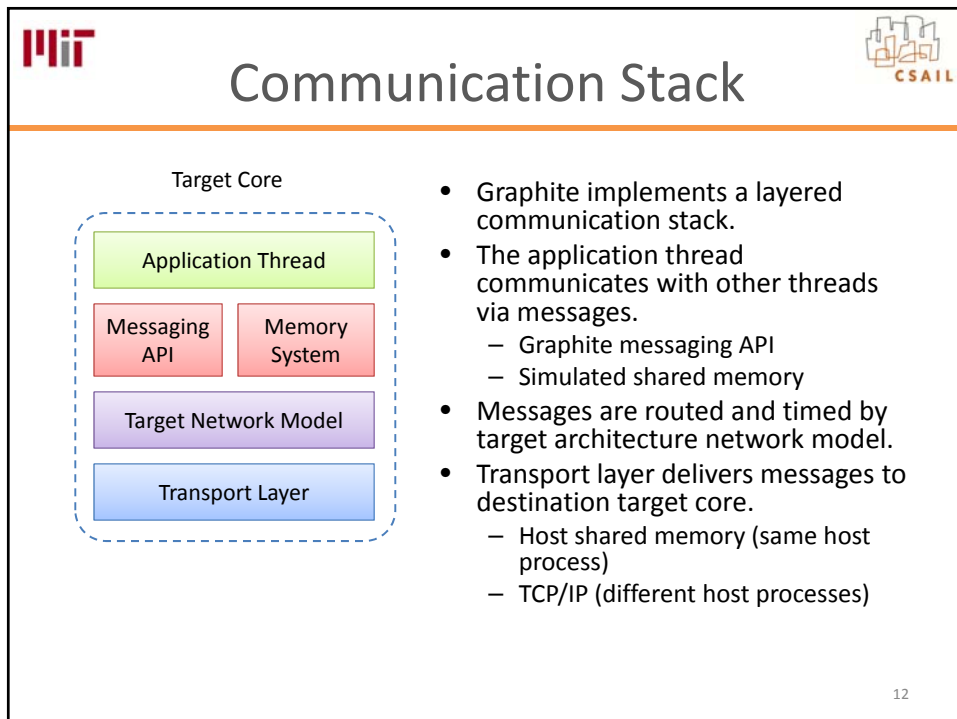 MIT
CSAIL
Communication Stack
Target Core
Application Thread
Messaging
API
Memory
System
Target Network Model
Transport Layer
• Graphite implements a layered
communication stack.
• The application thread
communicates with other threads
via messages.
– Graphite messaging API
– Simulated shared memory
• Messages are routed and timed by
target architecture network model.
• Transport layer delivers messages to
destination target core.
– Host shared memory (same host
process)
– TCP/IP (different host processes)
12